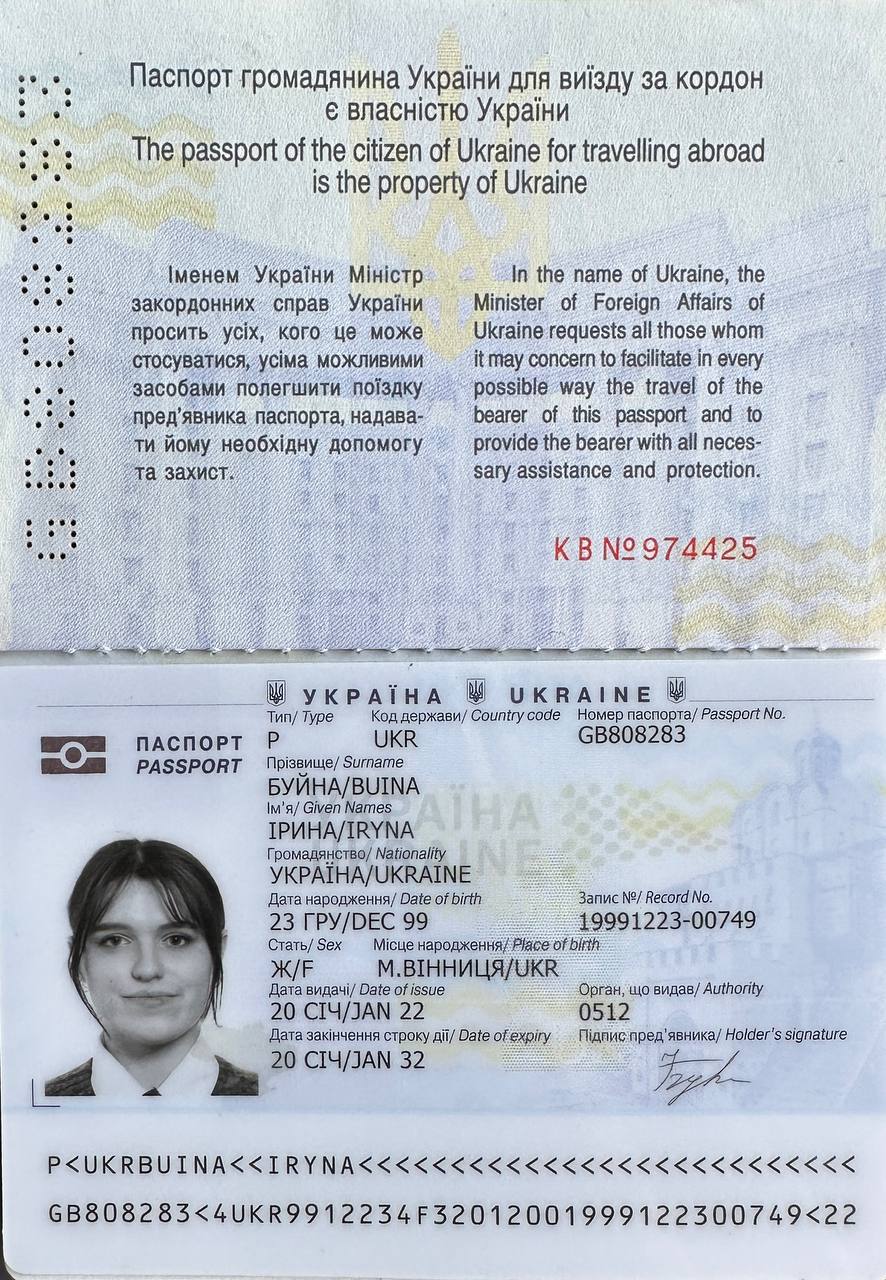 Паспорт громадянина України для виїзду за кордон
є власністю України
The passport of the citizen of Ukraine for travelling abroad
is the property of Ukraine
GB808283
Іменем України Міністр
закордонних справ України
просить усіх, кого це може
стосуватися, усіма можливими
засобами полегшити поїздку
пред’явника паспорта, надава-
ти йому необхідну допомогу
та захист.
In the name of Ukraine, the
Minister of Foreign Affairs of
Ukraine requests all those whom
it may concern to facilitate in every
possible way the travel of the
bearer of this passport and to
provide the bearer with all neces-
sary assistance and protection.
КВ №974425
УКРАЇНА UKRAINE
ПАСПОРТ
PASSPORT
Тип/ Type Код держави/ Country code Номер паспорта/ Passport No.
P UKR GB808283
Прізвище/ Surname
БУЙНА/BUINA
Ім’я/ Given Names
ІРИНА/IRYNA
Громадянство/ Nationality
УКРАЇНА/UKRAINE
Дата народження/ Date of birth Запис №/ Record No.
23 ГРУ/DEC 99 19991223-00749
Стать/ Sex Місце народження/ Place of birth
Ж/F М.ВІННИЦЯ/UKR
Дата видачі/ Date of issue Орган, що видав/ Authority
20 СІЧ/JAN 22 0512
Дата закінчення строку дії/ Date of expiry Підпис пред’явника/ Holder’s signature
20 СІЧ/JAN 32
P<UKRBUINA<<IRYNA<<<<<<<<<<<<<<<<<<<<<<<<<<<
GB808283<4UKR9912234F32012001999122300749<22